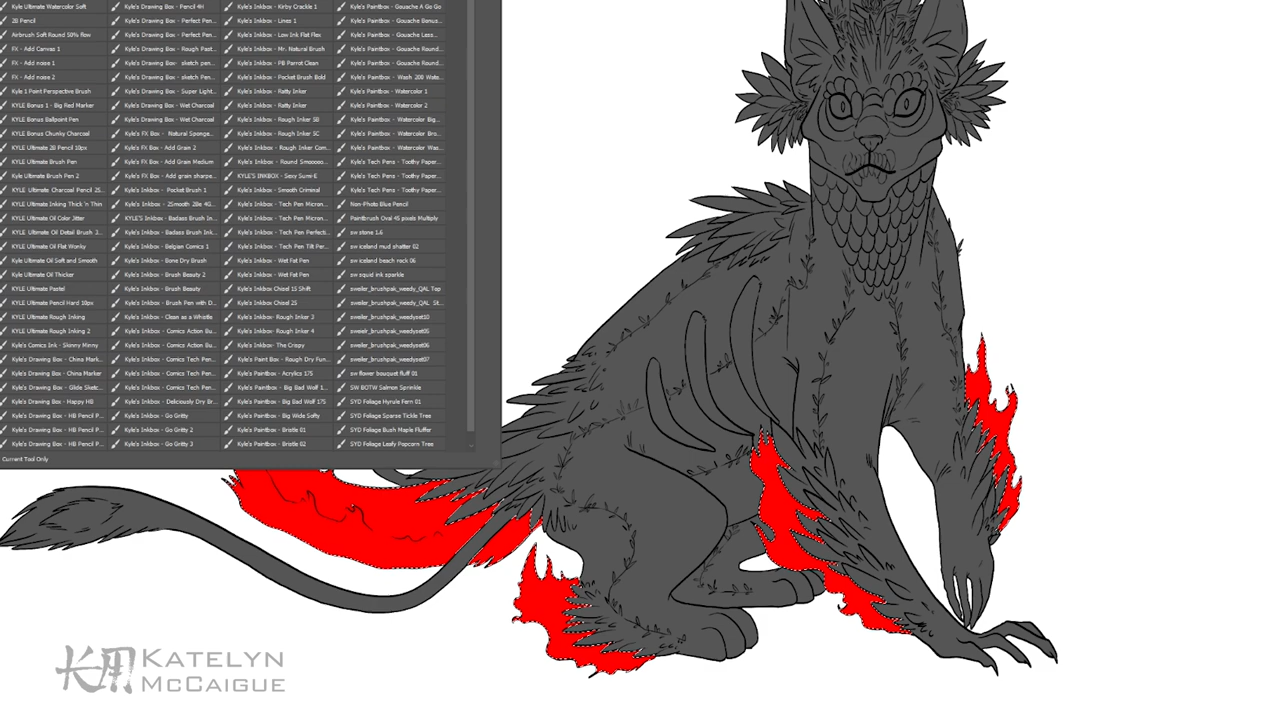 Kyle Ultimate Watercolor Soft
2B Pencil
Airbrush Soft Round 50% flow
FX - Add Canvas 1
FX - Add noise 1
FX - Add noise 2
Kyle 1 Point Perspective Brush
KYLE Bonus 1 - Big Red Marker
KYLE Bonus Ballpoint Pen
KYLE Bonus Chunky Charcoal
KYLE Ultimate 2B Pencil 10px
KYLE Ultimate Brush Pen
Kyle Ultimate Brush Pen 2
KYLE Ultimate Charcoal Pencil 25...
KYLE Ultimate Inking Thick 'n Thin
KYLE Ultimate Oil Color Jitter
KYLE Ultimate Oil Detail Brush 3...
KYLE Ultimate Oil Flat Wonky
Kyle Ultimate Oil Soft and Smooth
Kyle Ultimate Oil Thicker
KYLE Ultimate Pastel
KYLE Ultimate Pencil Hard 10px
KYLE Ultimate Rough Inking
KYLE Ultimate Rough Inking 2
Kyle's Comics Ink - Skinny Minny
Kyle's Drawing Box - China Mark...
Kyle's Drawing Box - China Marker
Kyle's Drawing Box - Glide Sketc...
Kyle's Drawing Box - Happy HB
Kyle's Drawing Box - HB Pencil P...
Kyle's Drawing Box - HB Pencil P...
Kyle's Drawing Box - HB Pencil P...
Kyle's Drawing Box - Pencil 4H
Kyle's Drawing Box - Perfect Pen...
Kyle's Drawing Box - Perfect Pen...
Kyle's Drawing Box - Rough Past...
Kyle's Drawing Box - sketch pen...
Kyle's Drawing Box - sketch pen...
Kyle's Drawing Box - Super Light...
Kyle's Drawing Box - Wet Charcoal
Kyle's Drawing Box - Wet Charcoal
Kyle's FX Box - Natural Sponge...
Kyle's FX Box - Add Grain 2
Kyle's FX Box - Add Grain Medium
Kyle's FX Box - Add grain sharpe...
Kyle's Inkbox - Pocket Brush 1
Kyle's Inkbox - 2Smooth 2Be 4G...
KYLE'S Inkbox - Badass Brush In...
Kyle's Inkbox - Badass Brush Ink...
Kyle's Inkbox - Belgian Comics 1
Kyle's Inkbox - Bone Dry Brush
Kyle's Inkbox - Brush Beauty 2
Kyle's Inkbox - Brush Beauty
Kyle's Inkbox - Brush Pen with D...
Kyle's Inkbox - Clean as a Whistle
Kyle's Inkbox - Comics Action Bu...
Kyle's Inkbox - Comics Action Bu...
Kyle's Inkbox - Comics Tech Pen...
Kyle's Inkbox - Comics Tech Pen...
Kyle's Inkbox - Comics Tech Pen...
Kyle's Inkbox - Deliciously Dry Br...
Kyle's Inkbox - Go Gritty
Kyle's Inkbox - Go Gritty 2
Kyle's Inkbox - Go Gritty 3
Kyle's Inkbox - Kirby Crackle 1
Kyle's Inkbox - Lines 1
Kyle's Inkbox - Low Ink Flat Flex
Kyle's Inkbox - Mr. Natural Brush
Kyle's Inkbox - PB Parrot Clean
Kyle's Inkbox - Pocket Brush Bold
Kyle's Inkbox - Ratty Inker
Kyle's Inkbox - Ratty Inker
Kyle's Inkbox - Rough Inker 5B
Kyle's Inkbox - Rough Inker 5C
Kyle's Inkbox - Rough Inker Com...
Kyle's Inkbox - Round Smooooo...
KYLE'S INKBOX - Sexy Sumi-E
Kyle's Inkbox - Smooth Criminal
Kyle's Inkbox - Tech Pen Micron...
Kyle's Inkbox - Tech Pen Micron...
Kyle's Inkbox - Tech Pen Perfecti...
Kyle's Inkbox - Tech Pen Tilt Per...
Kyle's Inkbox - Wet Fat Pen
Kyle's Inkbox - Wet Fat Pen
Kyle's Inkbox Chisel 15 Shift
Kyle's Inkbox Chisel 25
Kyle's Inkbox- Rough Inker 3
Kyle's Inkbox- Rough Inker 4
Kyle's Inkbox- The Crispy
Kyle's Paint Box - Rough Dry Fun...
Kyle's Paintbox - Acrylics 175
Kyle's Paintbox - Big Bad Wolf 1...
Kyle's Paintbox - Big Bad Wolf 175
Kyle's Paintbox - Big Wide Softy
Kyle's Paintbox - Bristle 01
Kyle's Paintbox - Bristle 02
Kyle's Paintbox - Gouache A Go Go
Kyle's Paintbox - Gouache Bonus...
Kyle's Paintbox - Gouache Less...
Kyle's Paintbox - Gouache Round...
Kyle's Paintbox - Gouache Round...
Kyle's Paintbox - Wash 200 Wate...
Kyle's Paintbox - Watercolor 1
Kyle's Paintbox - Watercolor 2
Kyle's Paintbox - Watercolor Big...
Kyle's Paintbox - Watercolor Bro...
Kyle's Paintbox - Watercolor Was...
Kyle's Tech Pens - Toothy Paper...
Kyle's Tech Pens - Toothy Paper...
Kyle's Tech Pens - Toothy Paper...
Non-Photo Blue Pencil
Paintbrush Oval 45 pixels Multiply
sw stone 1.6
sw iceland mud shatter 02
sw iceland beach rock 06
sw squid ink sparkle
sweiler_brushpak_weedy_QAL Top
sweiler_brushpak_weedy_QAL St...
sweiler_brushpak_weedyset10
sweiler_brushpak_weedyset05
sweiler_brushpak_weedyset06
sweiler_brushpak_weedyset07
sw flower bouquet fluff 01
SW BOTW Salmon Sprinkle
SYD Foliage Hyrule Fern 01
SYD Foliage Sparse Tickle Tree
SYD Foliage Bush Maple Fluffer
SYD Foliage Leafy Popcorn Tree
Current Tool Only
KATELYN
MCCAIGUE